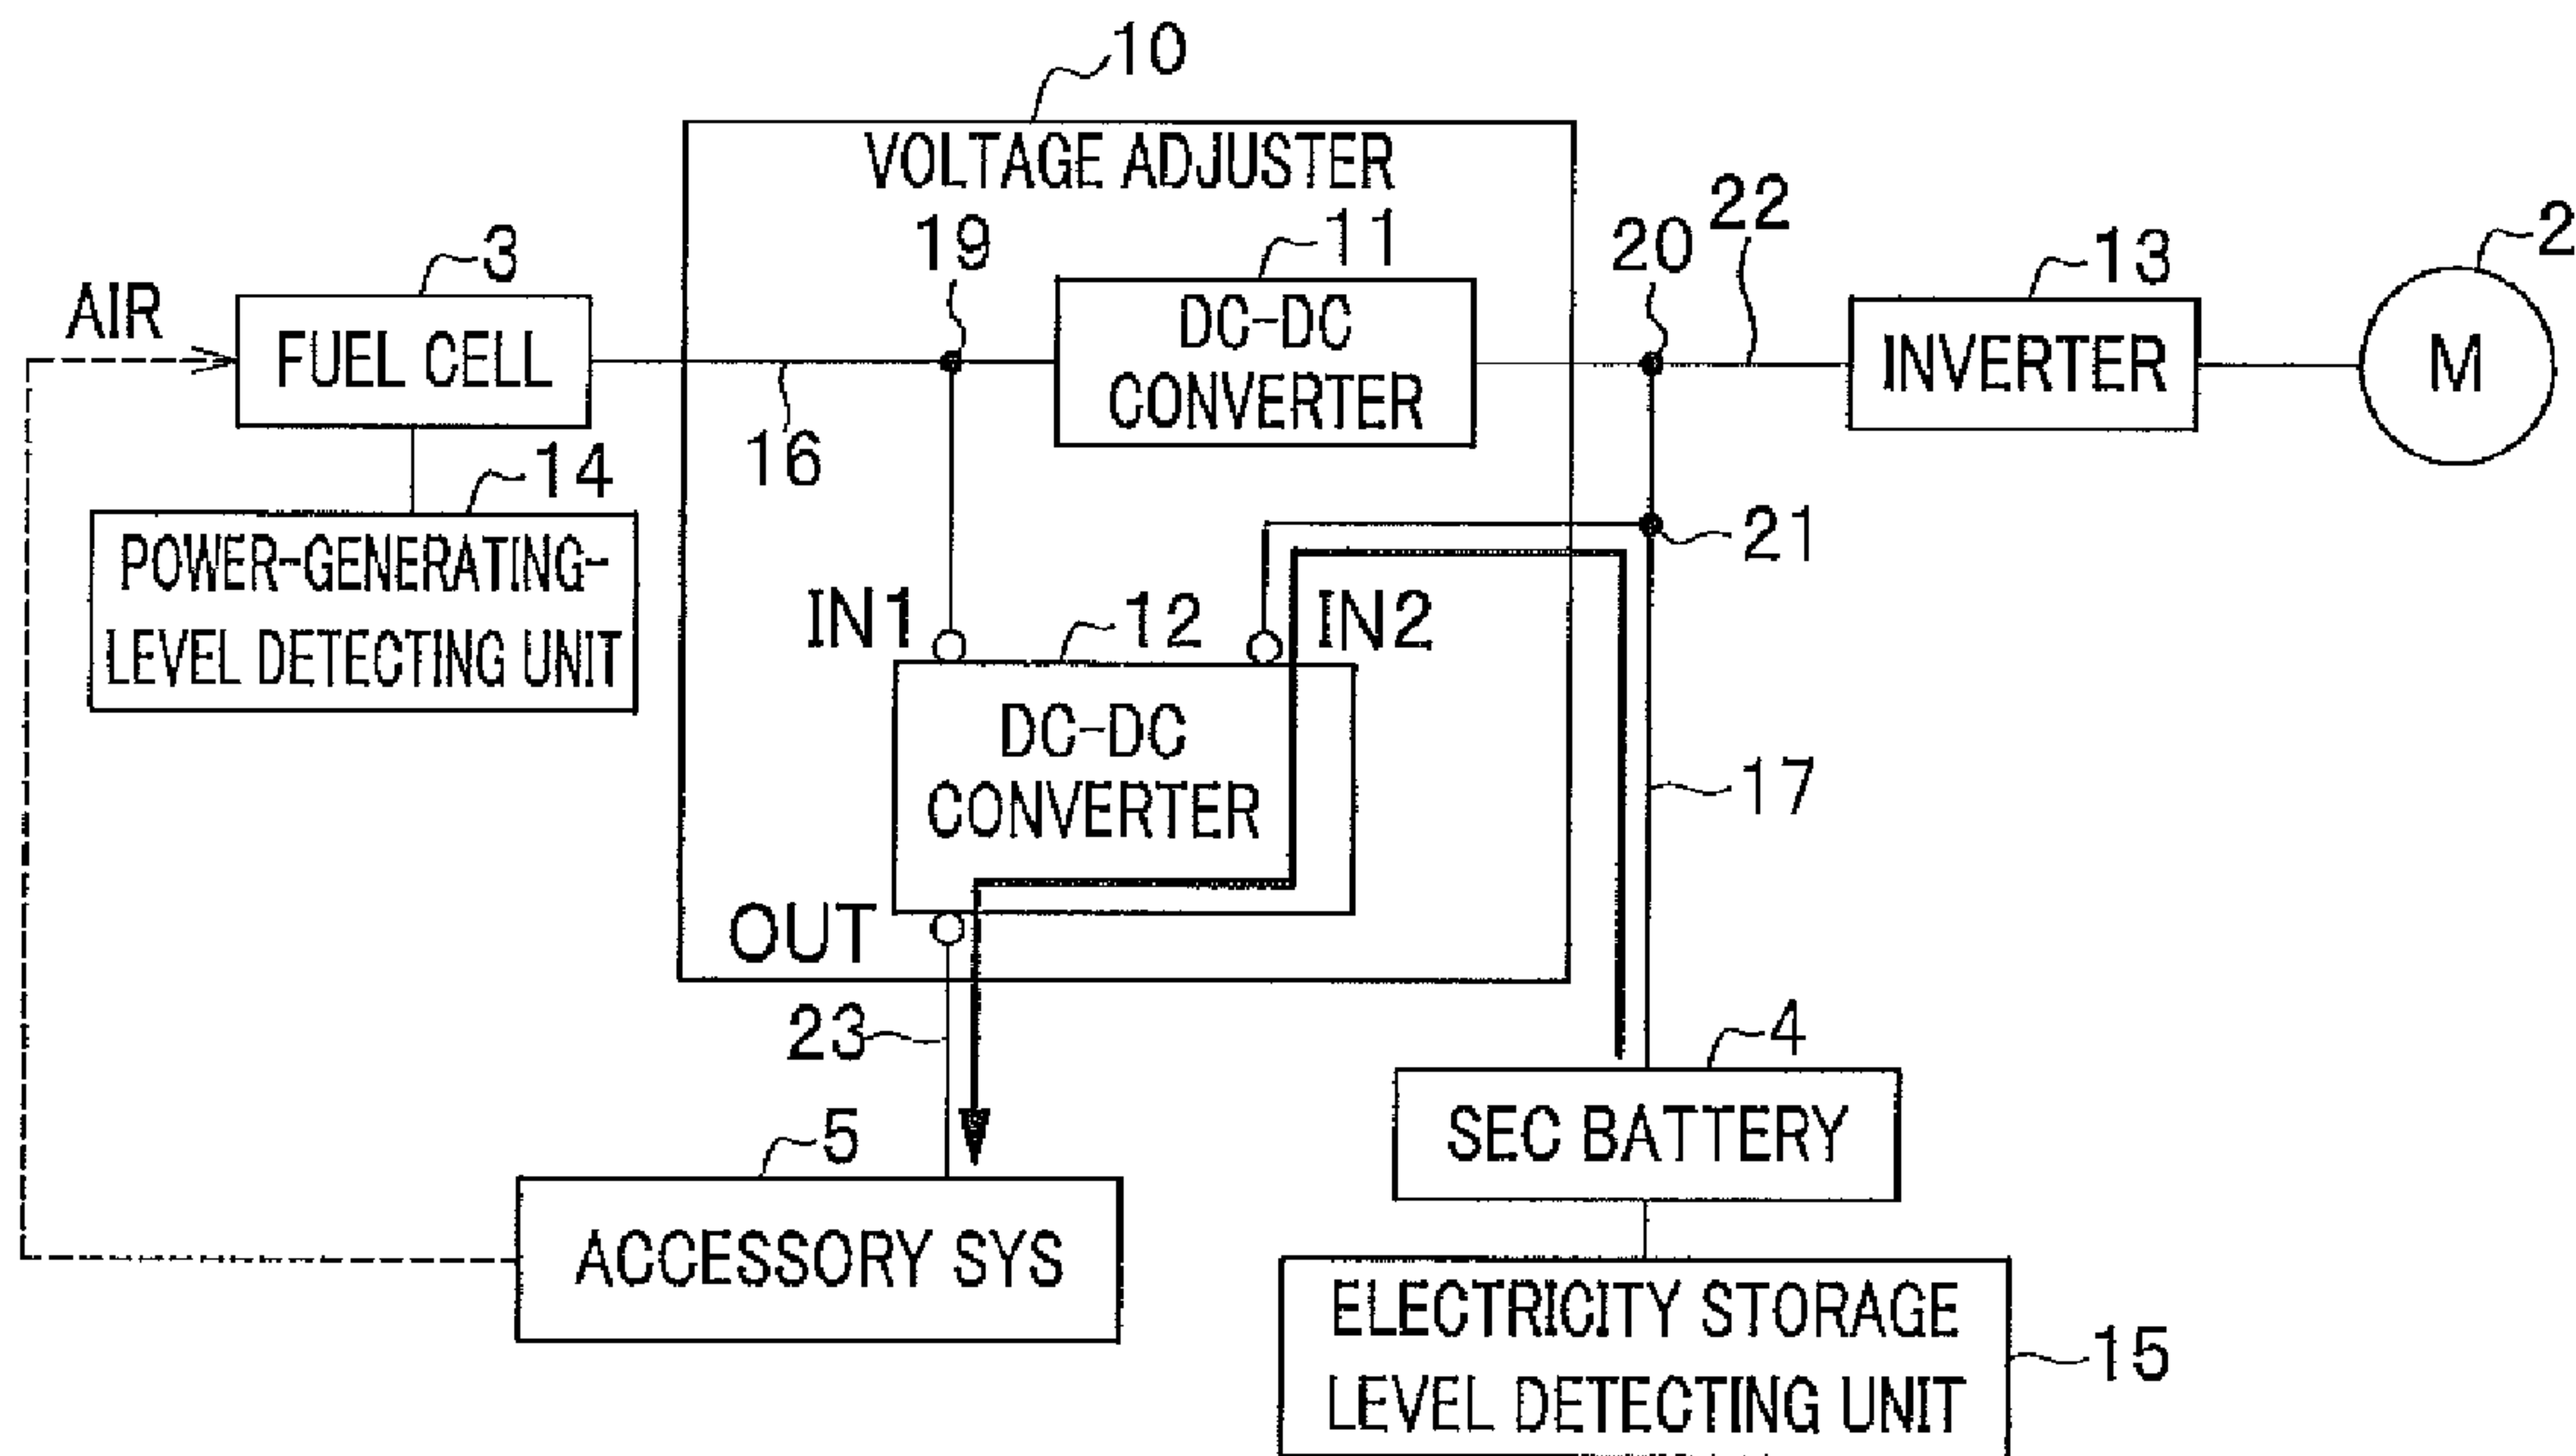 10
VOLTAGE ADJUSTER
3
19
11
20
22
13
2
AIR
FUEL CELL
DC-DC
CONVERTER
INVERTER
M
16
14
21
POWER-GENERATING-
LEVEL DETECTING UNIT
IN1
12
IN2
DC-DC
CONVERTER
17
OUT
23
4
5
SEC BATTERY
ACCESSORY SYS
ELECTRICITY STORAGE
LEVEL DETECTING UNIT
15